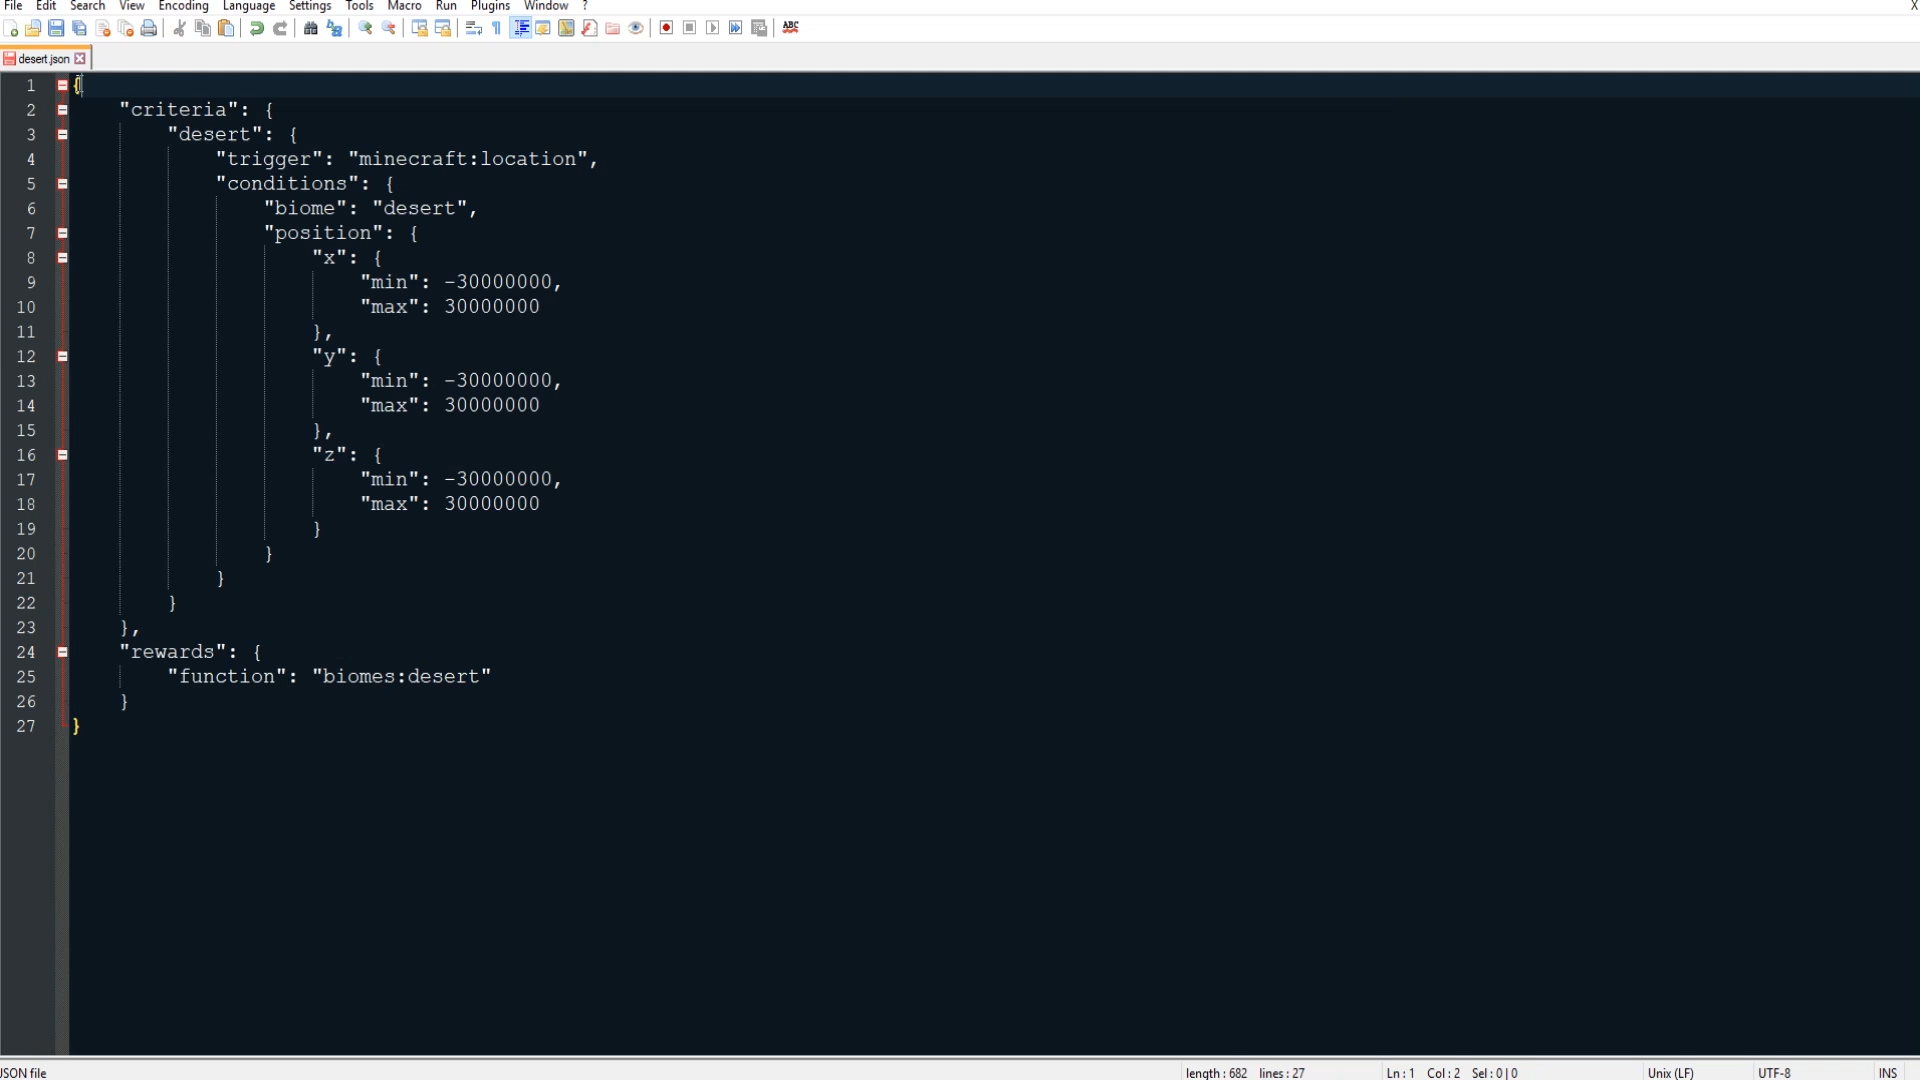 File Edit Search View Encoding Language Settings Tools Macro Run Plugins Window ? X
ABC
desert.json
1 {
2 "criteria": {
3 "desert": {
4 "trigger": "minecraft:location",
5 "conditions": {
6 "biome": "desert",
7 "position": {
8 "x": {
9 "min": -30000000,
10 "max": 30000000
11 },
12 "y": {
13 "min": -30000000,
14 "max": 30000000
15 },
16 "z": {
17 "min": -30000000,
18 "max": 30000000
19 }
20 }
21 }
22 }
23 },
24 "rewards": {
25 "function": "biomes:desert"
26 }
27 }
JSON file length : 682 lines : 27 Ln : 1 Col : 2 Sel : 0 | 0 Unix (LF) UTF-8 INS